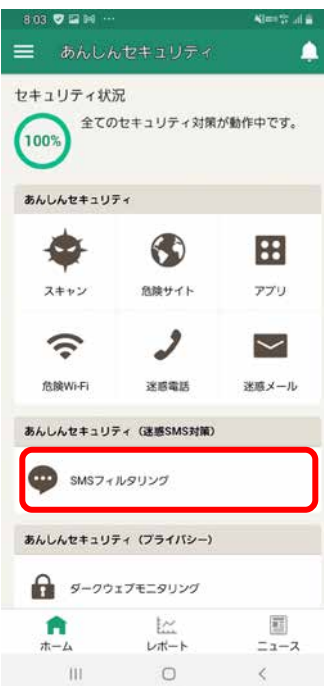 8:03
あんしんセキュリティ
セキュリティ状況
100%
全てのセキュリティ対策が動作中です。
あんしんセキュリティ
スキャン 危険サイト アプリ
危険Wi-Fi 迷惑電話 迷惑メール
あんしんセキュリティ（迷惑SMS対策）
SMSフィルタリング
あんしんセキュリティ（プライバシー）
ダークウェブモニタリング
ホーム レポート ニュース